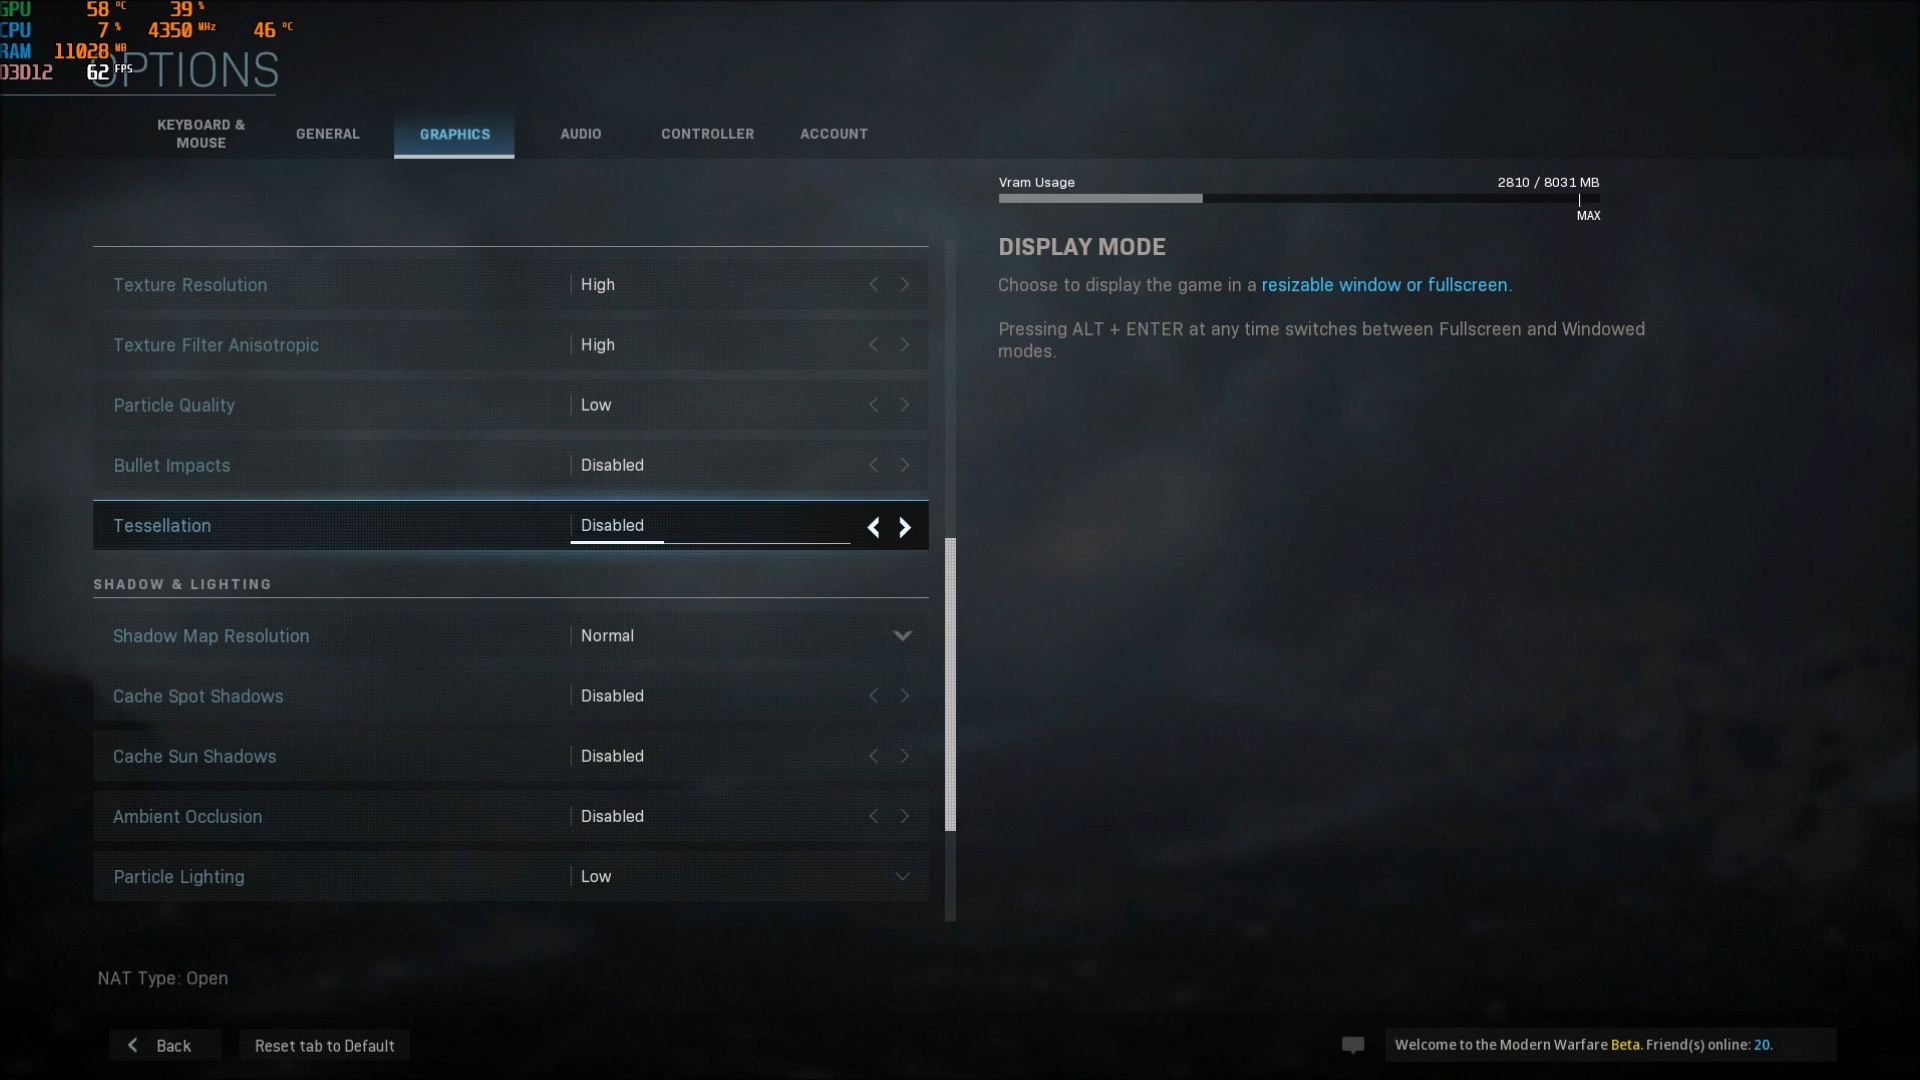 GPU 58 °C 39 %
CPU 7 % 4350 MHz 46 °C
RAM 11028 MB
D3D12 62 FPS
OPTIONS
KEYBOARD &
MOUSE
GENERAL
GRAPHICS
AUDIO
CONTROLLER
ACCOUNT
Vram Usage 2810 / 8031 MB
MAX
DISPLAY MODE
Choose to display the game in a resizable window or fullscreen.
Pressing ALT + ENTER at any time switches between Fullscreen and Windowed
modes.
Texture Resolution High
Texture Filter Anisotropic High
Particle Quality Low
Bullet Impacts Disabled
Tessellation Disabled
SHADOW & LIGHTING
Shadow Map Resolution Normal
Cache Spot Shadows Disabled
Cache Sun Shadows Disabled
Ambient Occlusion Disabled
Particle Lighting Low
NAT Type: Open
Back
Reset tab to Default
Welcome to the Modern Warfare Beta. Friend(s) online: 20.